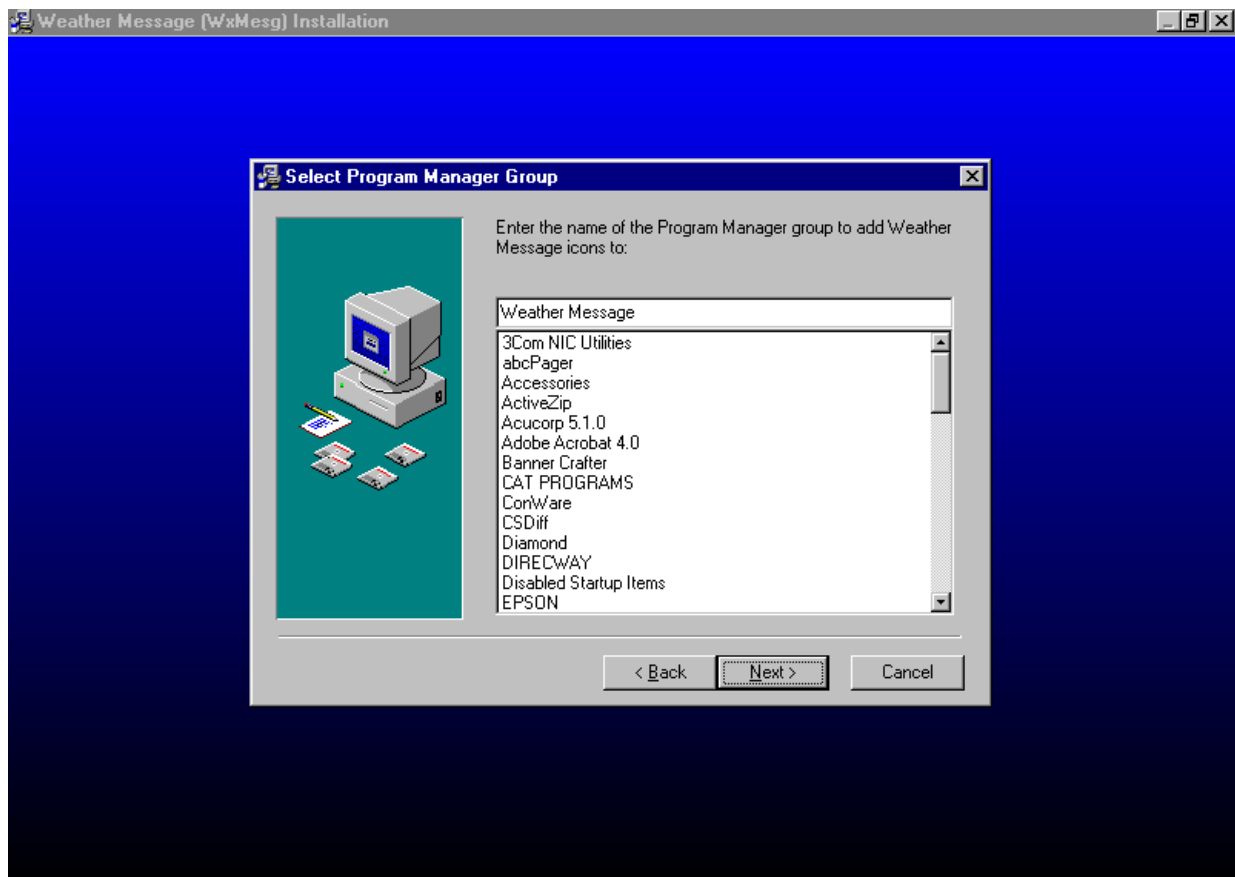 Weather Message (WxMesg) Installation
Select Program Manager Group
Enter the name of the Program Manager group to add Weather
Message icons to:
Weather Message
3Com NIC Utilities
abcPager
Accessories
ActiveZip
Acucorp 5.1.0
Adobe Acrobat 4.0
Banner Crafter
CAT PROGRAMS
ConWare
CSDiff
Diamond
DIRECWAY
Disabled Startup Items
EPSON
< Back Next > Cancel